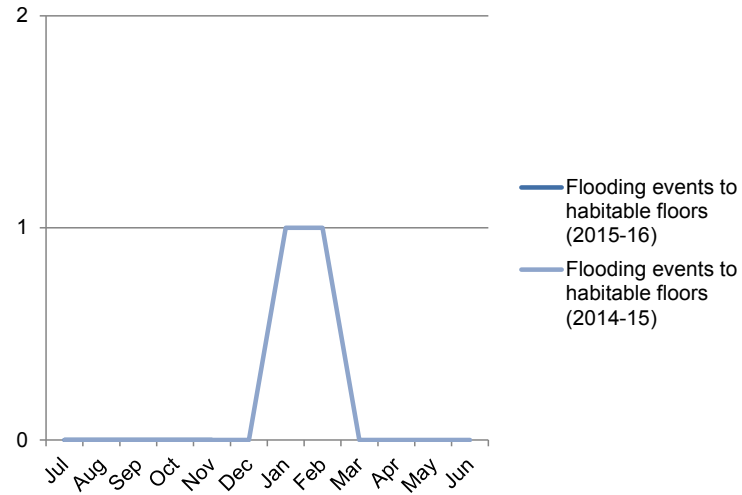 2
1
0
Jul
Aug
Sep
Oct
Nov
Dec
Jan
Feb
Mar
Apr
May
Jun
Flooding events to
habitable floors
(2015-16)
Flooding events to
habitable floors
(2014-15)